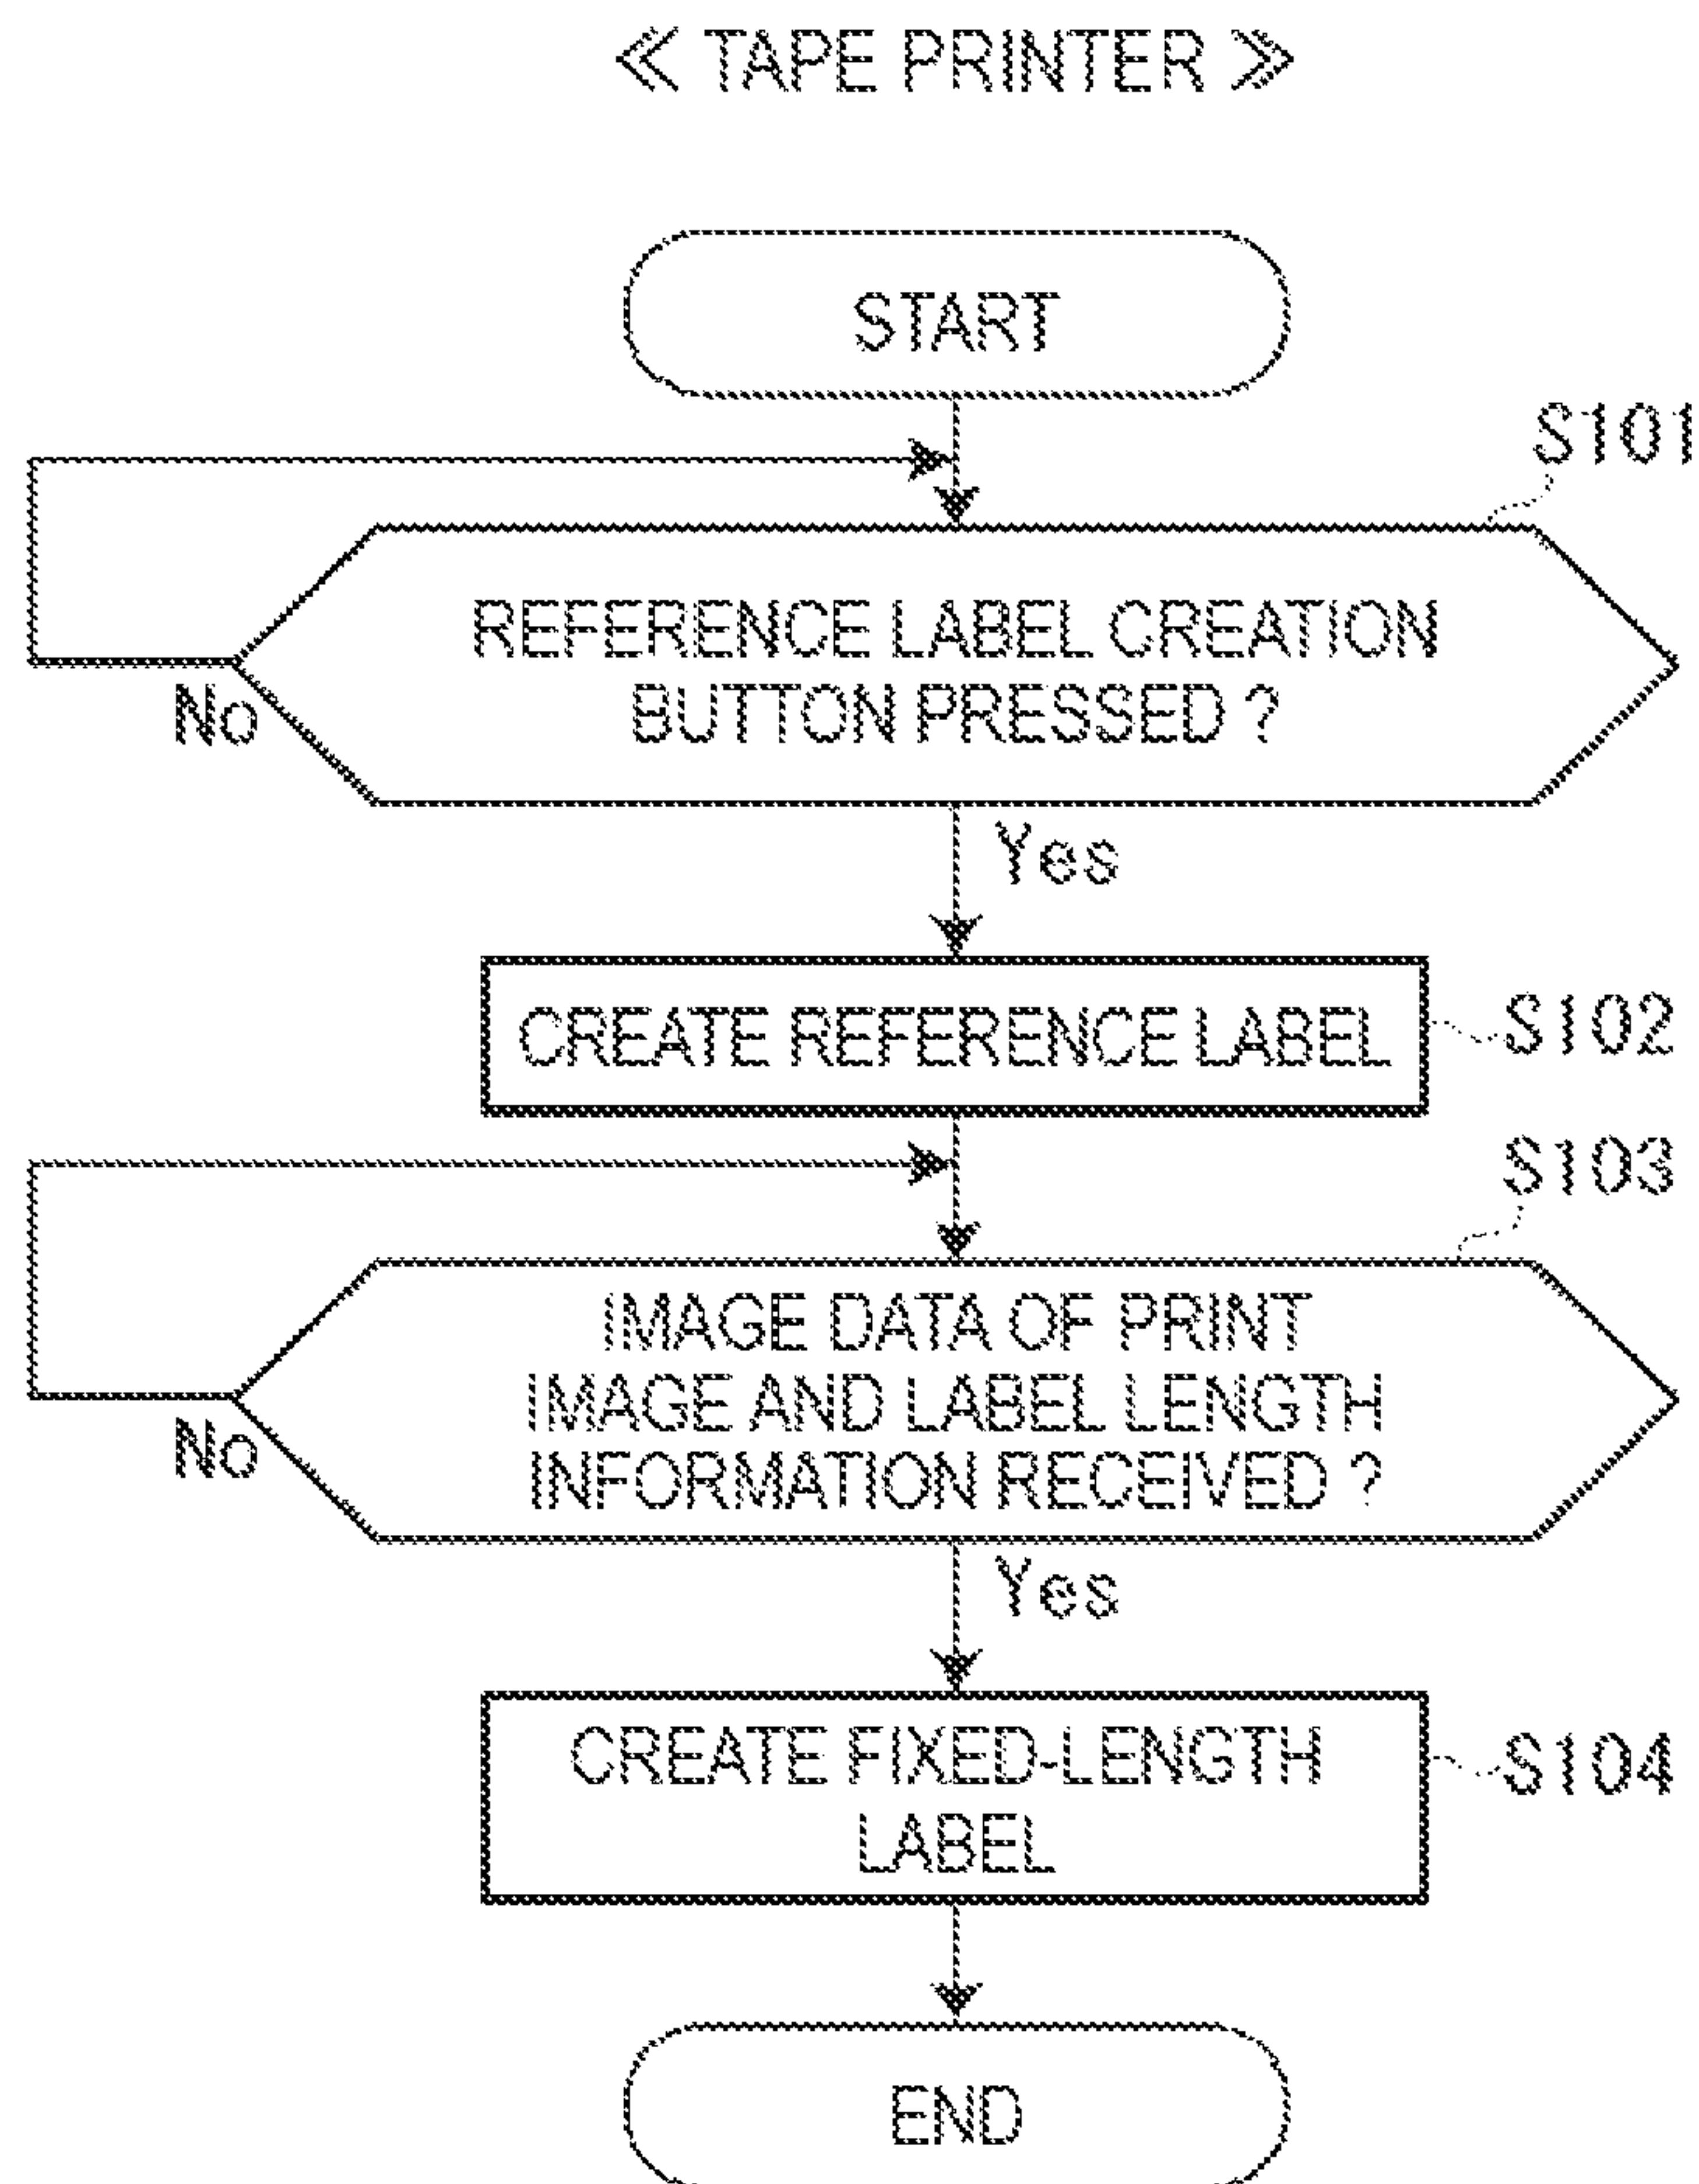 ≪ TAPE PRINTER ≫
START
S101
REFERENCE LABEL CREATION
BUTTON PRESSED ?
No
Yes
CREATE REFERENCE LABEL
S102
S103
IMAGE DATA OF PRINT
IMAGE AND LABEL LENGTH
INFORMATION RECEIVED ?
No
Yes
CREATE FIXED-LENGTH
LABEL
S104
END